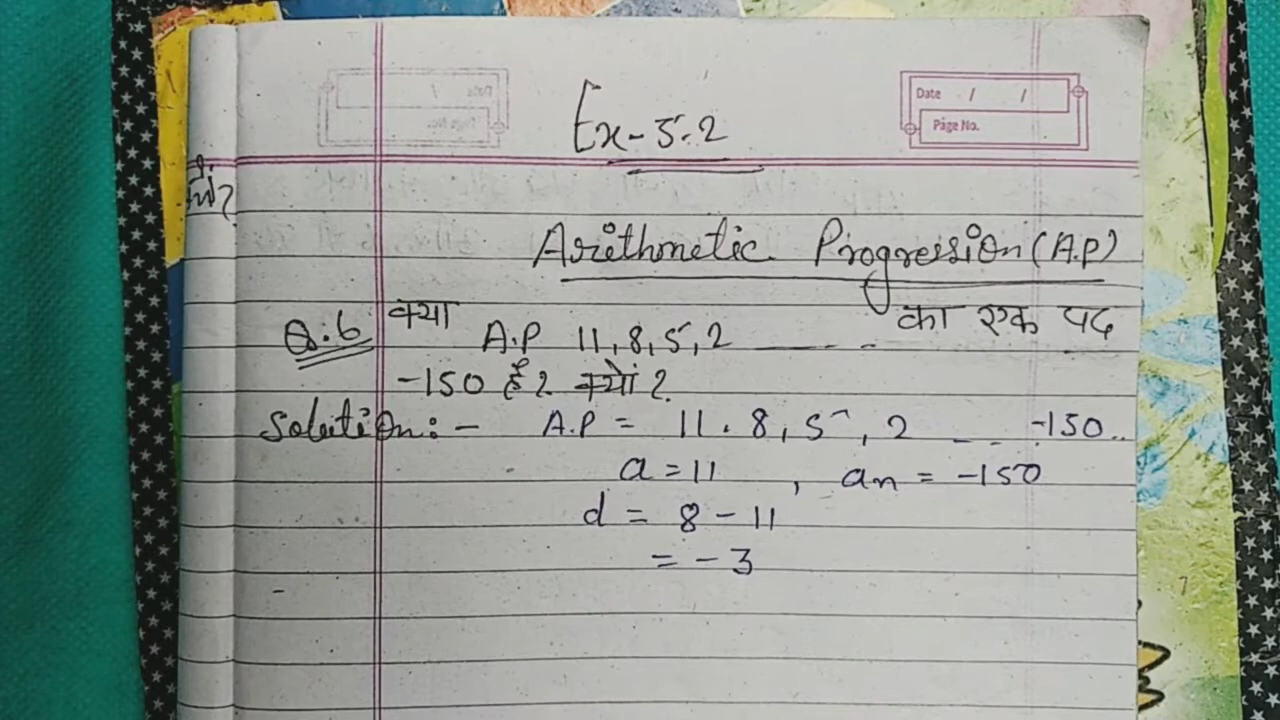 Ex-5.2
Date / /
Page No.
Arithmetic Progression (A.P)
Q.6 क्या A.P 11,8,5,2 ---- का एक पद
-150 है? क्यों?
Solution:- A.P = 11.8,5,2 --- -150..
a = 11 , an = -150
d = 8 - 11
= - 3